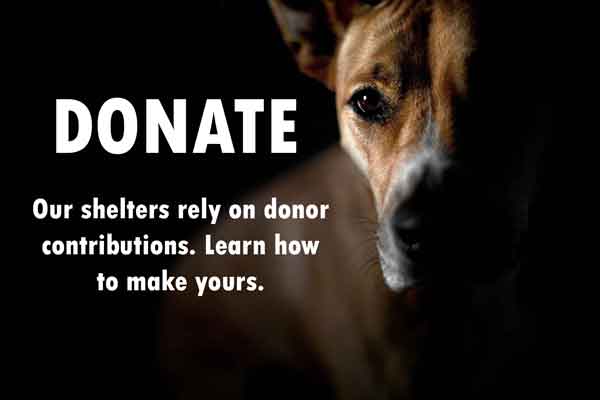 DONATE
Our shelters rely on donor
contributions. Learn how
to make yours.